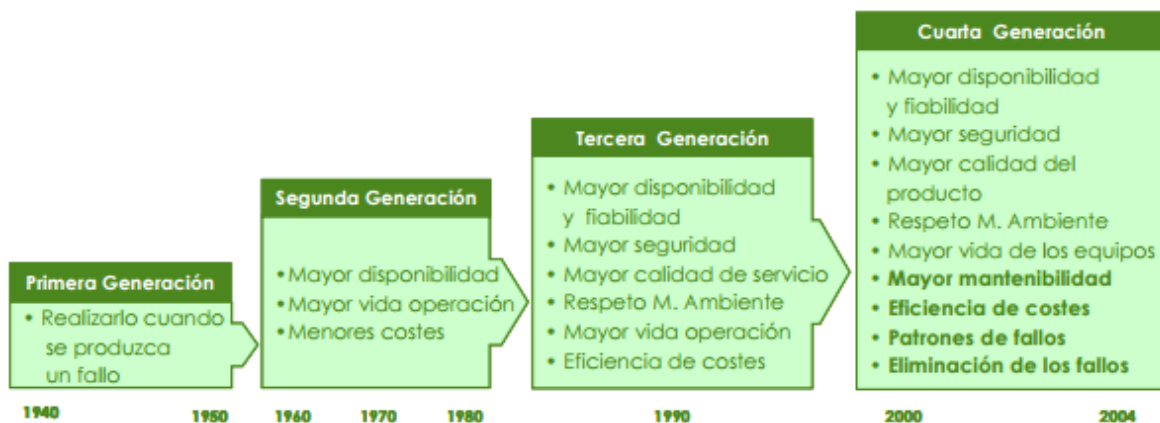 Primera Generación
• Realizarlo cuando
se produzca
un fallo
Segunda Generación
• Mayor disponibilidad
• Mayor vida operación
• Menores costes
Tercera Generación
• Mayor disponibilidad
y fiabilidad
• Mayor seguridad
• Mayor calidad de servicio
• Respeto M. Ambiente
• Mayor vida operación
• Eficiencia de costes
Cuarta Generación
• Mayor disponibilidad
y fiabilidad
• Mayor seguridad
• Mayor calidad del
producto
• Respeto M. Ambiente
• Mayor vida de los equipos
• Mayor mantenibilidad
• Eficiencia de costes
• Patrones de fallos
• Eliminación de los fallos
1940 1950 1960 1970 1980 1990 2000 2004